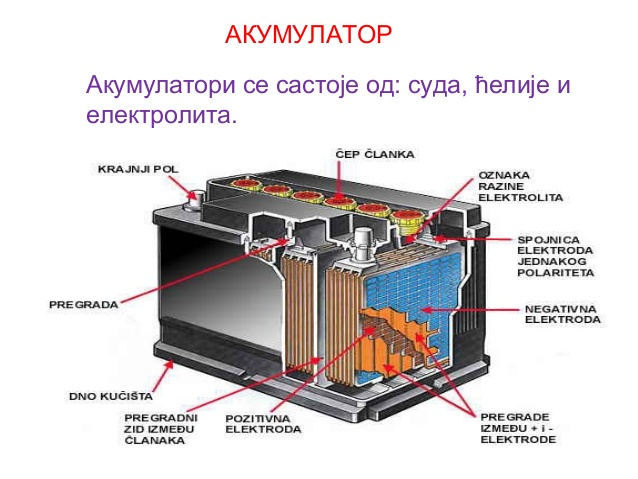 АКУМУЛАТОР
Акумулатори се састоје од: суда, ћелије и
електролита.
ČEP ČLANKA
KRAJNJI POL
OZNAKA
RAZINE
ELEKTROLITA
SPOJNICA
ELEKTRODA
JEDNAKOG
POLARITETA
PREGRADA
NEGATIVNA
ELEKTRODA
DNO KUČIŠTA
PREGRADNI
ZID IZMEĐU
ČLANAKA
POZITIVNA
ELEKTRODA
PREGRADE
IZMEĐU + i -
ELEKTRODE